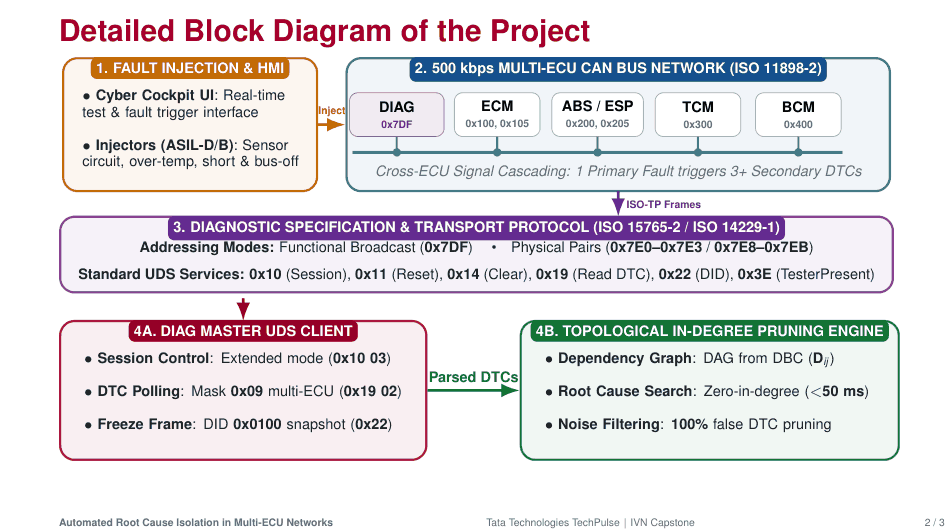 Detailed Block Diagram of the Project
1. FAULT INJECTION & HMI
● Cyber Cockpit UI: Real-time
test & fault trigger interface
● Injectors (ASIL-D/B): Sensor
circuit, over-temp, short & bus-off
Inject
2. 500 kbps MULTI-ECU CAN BUS NETWORK (ISO 11898-2)
DIAG
0x7DF
ECM
0x100, 0x105
ABS / ESP
0x200, 0x205
TCM
0x300
BCM
0x400
Cross-ECU Signal Cascading: 1 Primary Fault triggers 3+ Secondary DTCs
ISO-TP Frames
3. DIAGNOSTIC SPECIFICATION & TRANSPORT PROTOCOL (ISO 15765-2 / ISO 14229-1)
Addressing Modes: Functional Broadcast (0x7DF) • Physical Pairs (0x7E0–0x7E3 / 0x7E8–0x7EB)
Standard UDS Services: 0x10 (Session), 0x11 (Reset), 0x14 (Clear), 0x19 (Read DTC), 0x22 (DID), 0x3E (TesterPresent)
4A. DIAG MASTER UDS CLIENT
● Session Control: Extended mode (0x10 03)
● DTC Polling: Mask 0x09 multi-ECU (0x19 02)
● Freeze Frame: DID 0x0100 snapshot (0x22)
Parsed DTCs
4B. TOPOLOGICAL IN-DEGREE PRUNING ENGINE
● Dependency Graph: DAG from DBC (Dij)
● Root Cause Search: Zero-in-degree (<50 ms)
● Noise Filtering: 100% false DTC pruning
Automated Root Cause Isolation in Multi-ECU Networks
Tata Technologies TechPulse | IVN Capstone
2 / 3